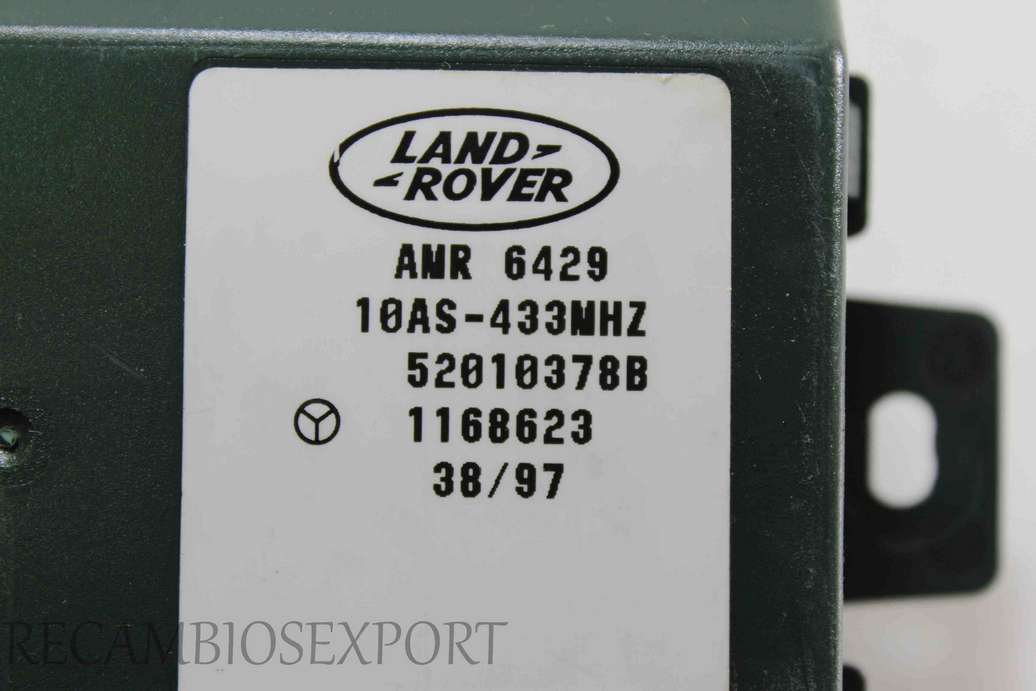 LAND
ROVER
AMR 6429
10AS-433MHZ
52010378B
1168623
38/97
RECAMBIOSEXPORT